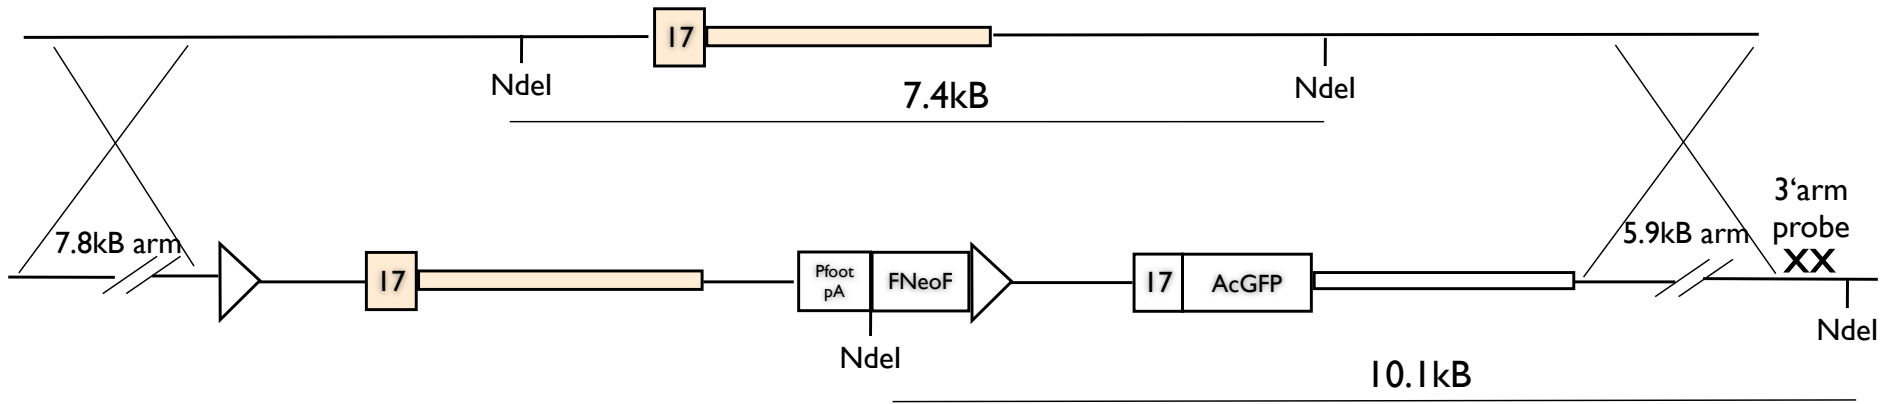 17
NdeI
NdeI
7.4kB
3‘arm
probe
7.8kB arm
5.9kB arm
XX
17
Pfoot
pA
FNeoF
17
AcGFP
NdeI
NdeI
10.1kB